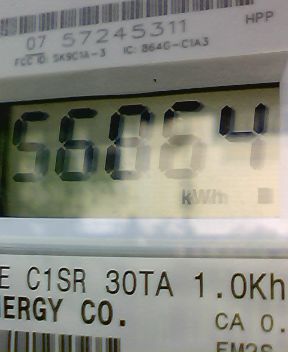 HPP
07 57245311
FCC ID: SK9C1A-3 IC: 864G-C1A3
56864
kWh
E C1SR 30TA 1.0Kh
ERGY CO.
CA 0.
FM2S